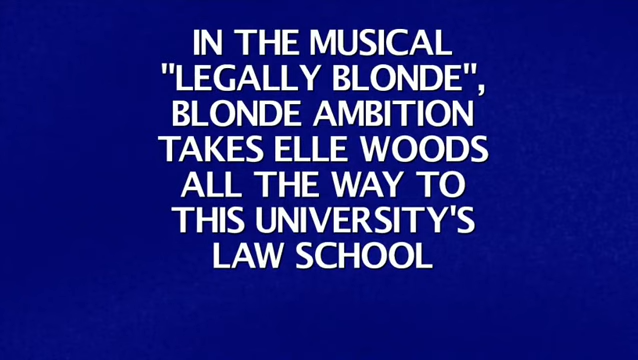 IN THE MUSICAL
"LEGALLY BLONDE",
BLONDE AMBITION
TAKES ELLE WOODS
ALL THE WAY TO
THIS UNIVERSITY'S
LAW SCHOOL